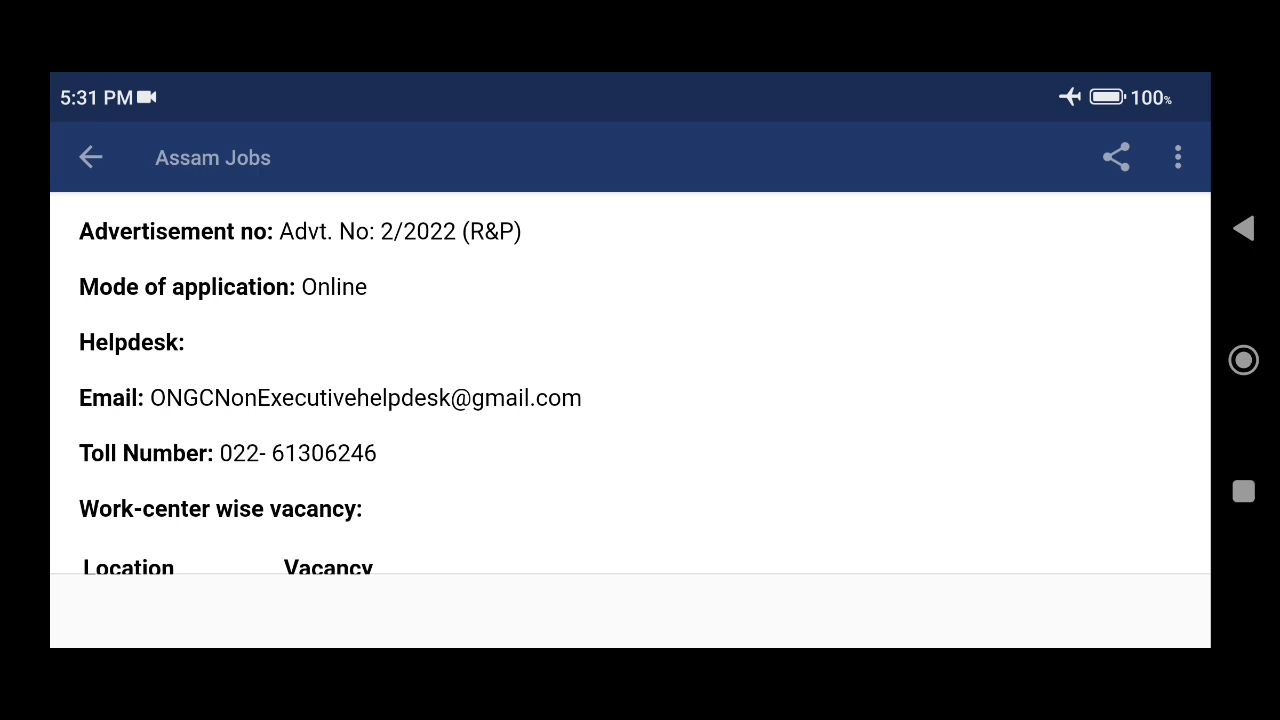 5:31 PM 100%
Assam Jobs
Advertisement no: Advt. No: 2/2022 (R&P)
Mode of application: Online
Helpdesk:
Email: ONGCNonExecutivehelpdesk@gmail.com
Toll Number: 022- 61306246
Work-center wise vacancy:
Location Vacancy